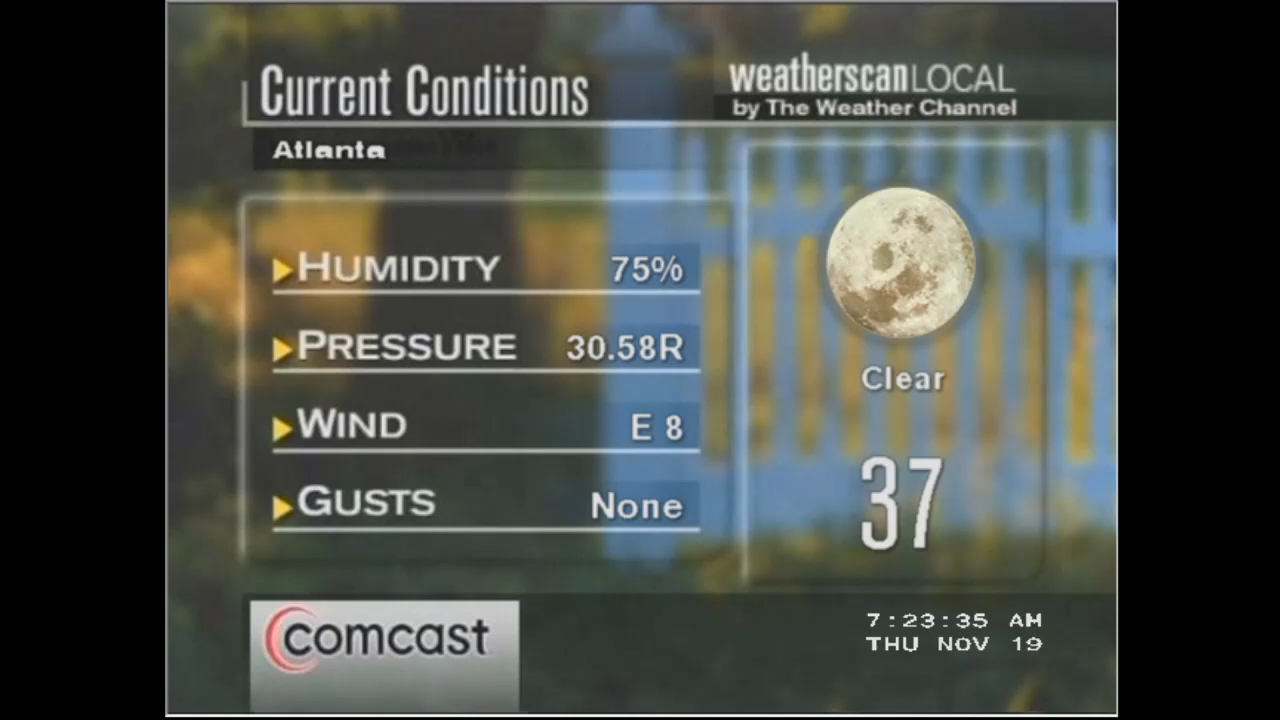 Current Conditions
weatherscanLOCAL
by The Weather Channel
Atlanta
HUMIDITY 75%
PRESSURE 30.58R
WIND E 8
GUSTS None
Clear
37
comcast
7:23:35 AM
THU NOV 19